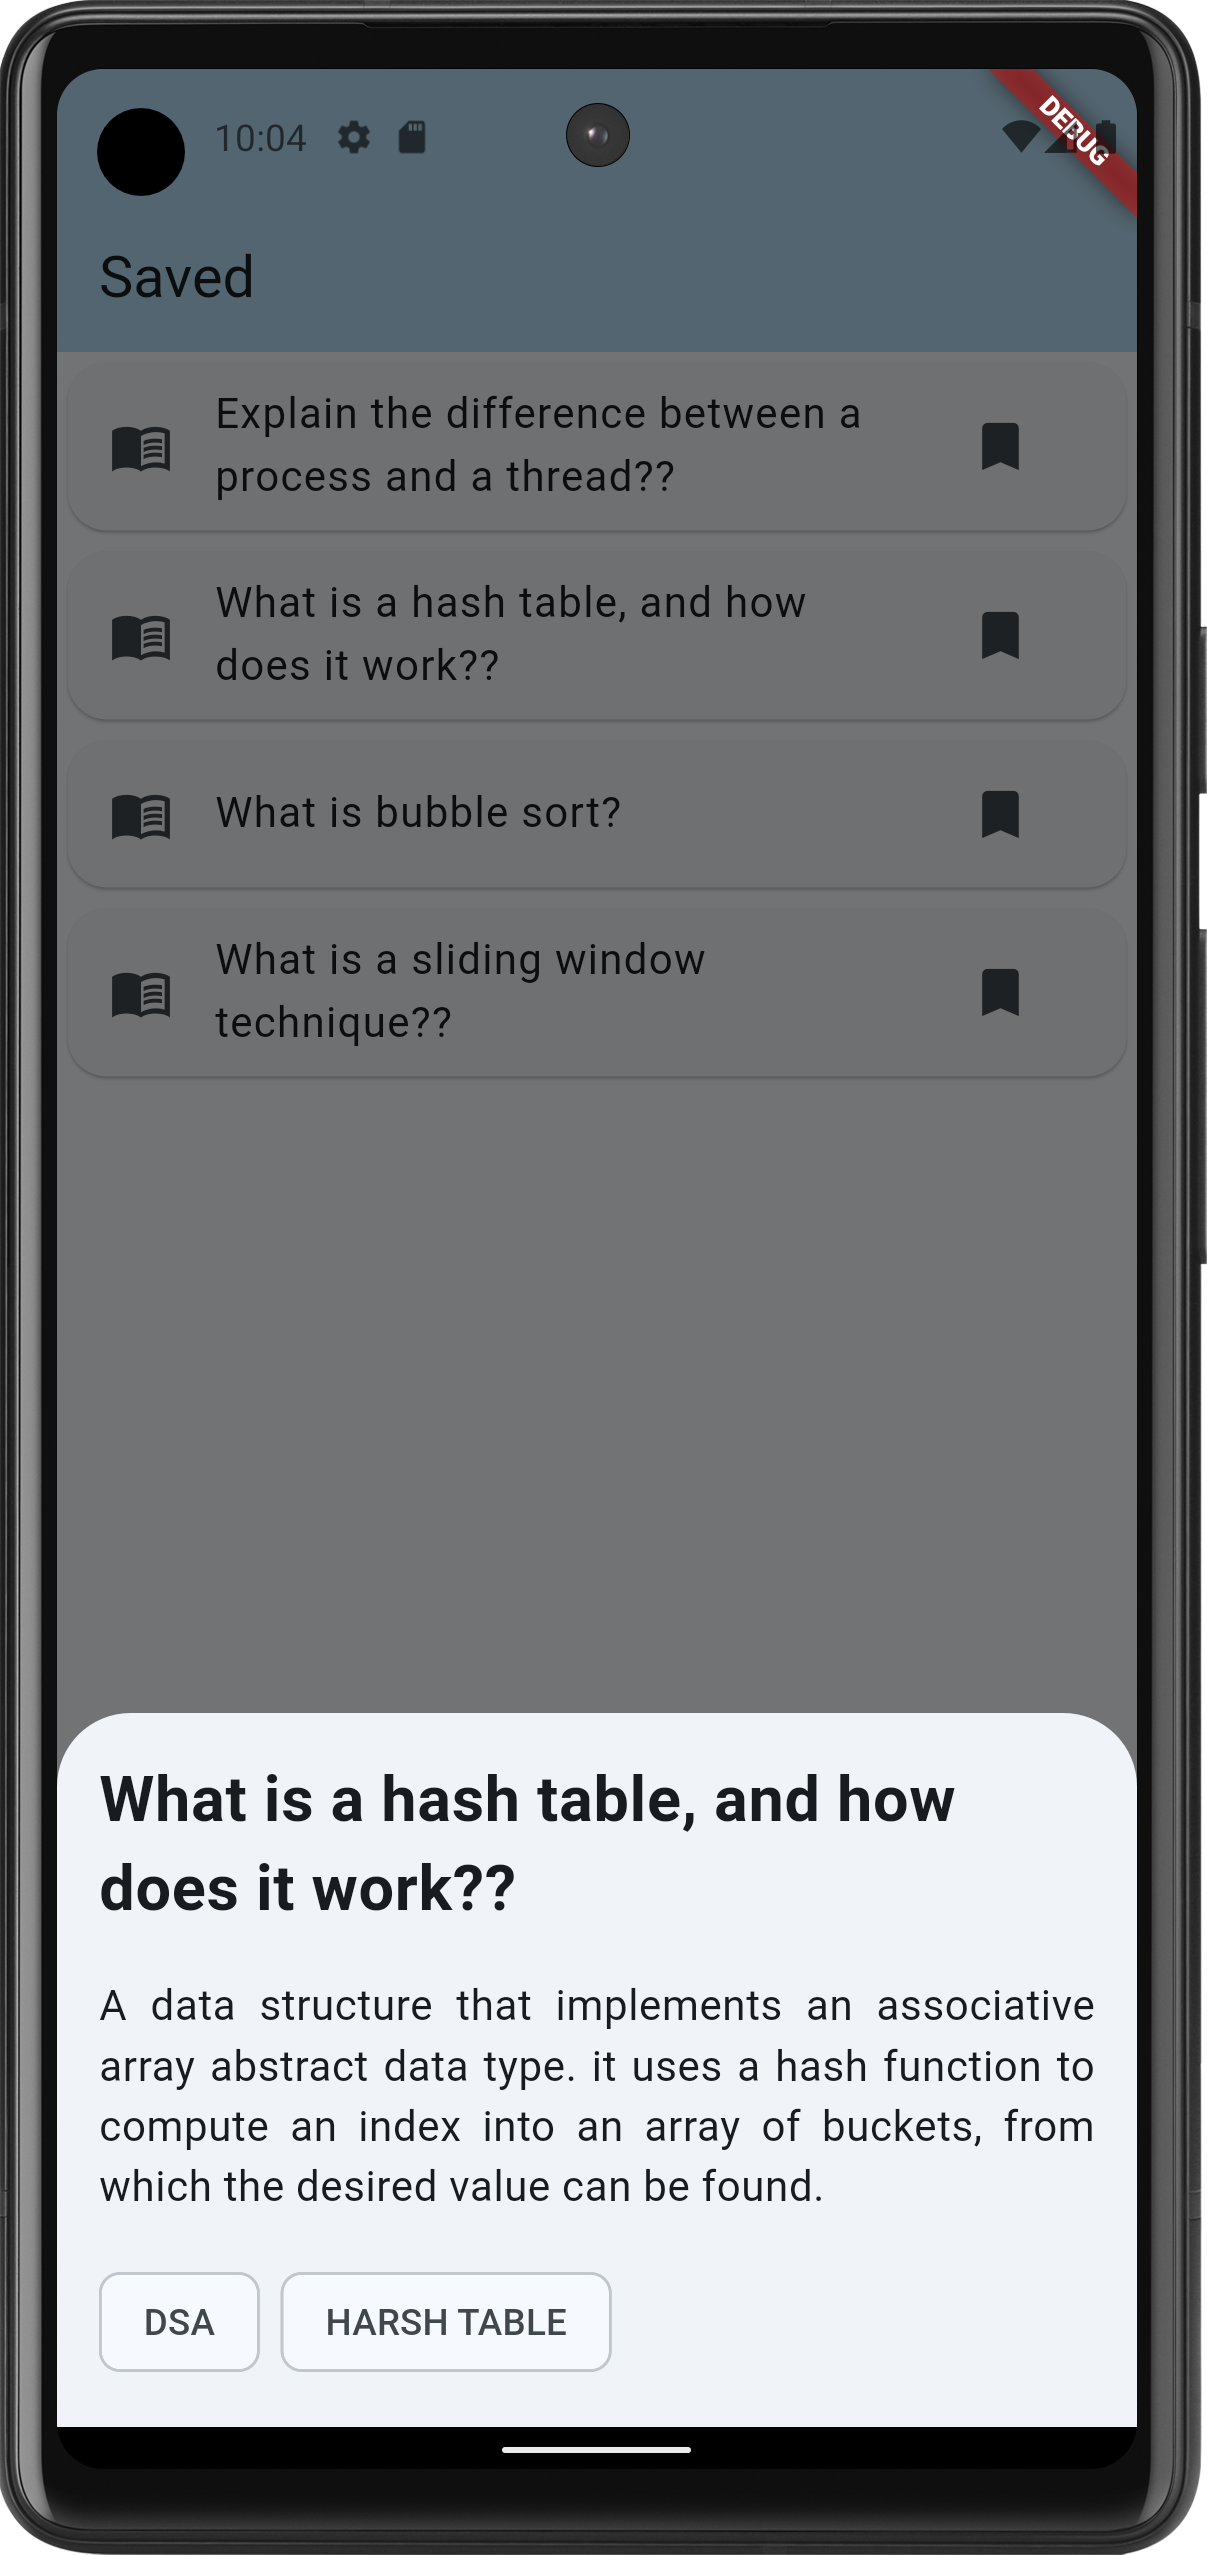 10:04
DEBUG
Saved
Explain the difference between a
process and a thread??
What is a hash table, and how
does it work??
What is bubble sort?
What is a sliding window
technique??
What is a hash table, and how
does it work??
A data structure that implements an associative
array abstract data type. it uses a hash function to
compute an index into an array of buckets, from
which the desired value can be found.
DSA
HARSH TABLE